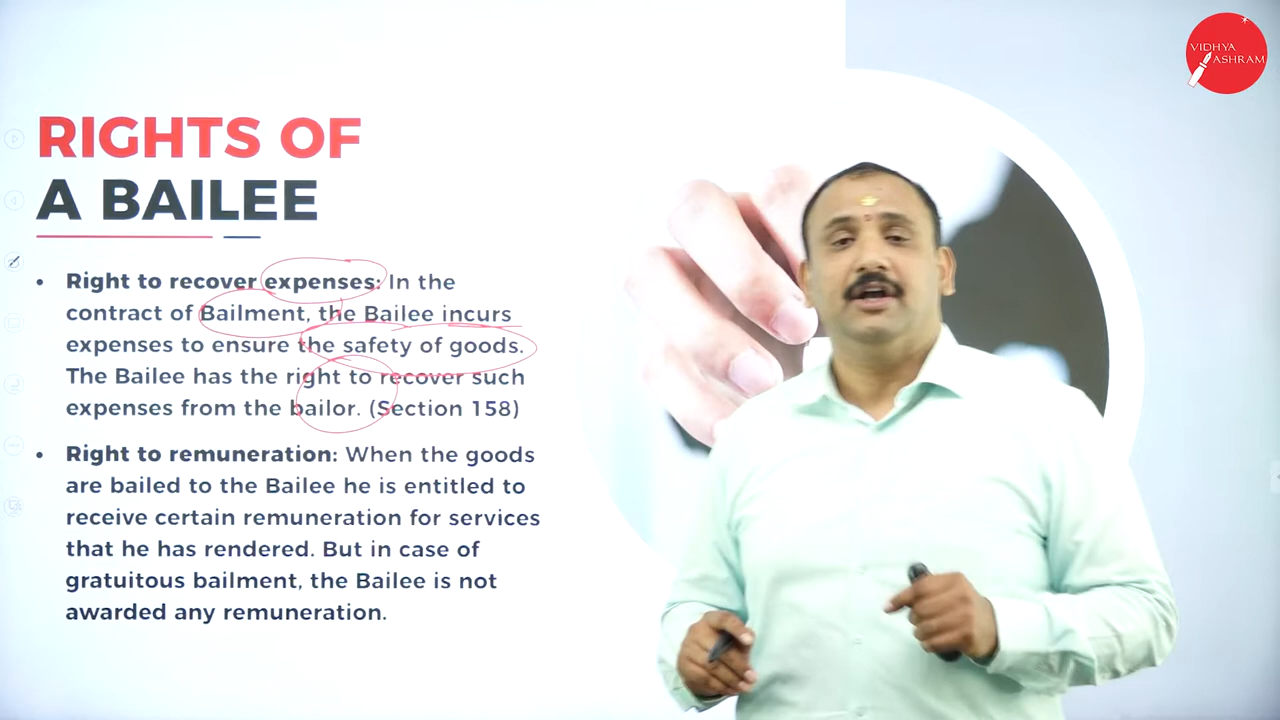 VIDHYA
ASHRAM
RIGHTS OF
A BAILEE
• Right to recover expenses: In the
contract of Bailment, the Bailee incurs
expenses to ensure the safety of goods.
The Bailee has the right to recover such
expenses from the bailor. (Section 158)
• Right to remuneration: When the goods
are bailed to the Bailee he is entitled to
receive certain remuneration for services
that he has rendered. But in case of
gratuitous bailment, the Bailee is not
awarded any remuneration.